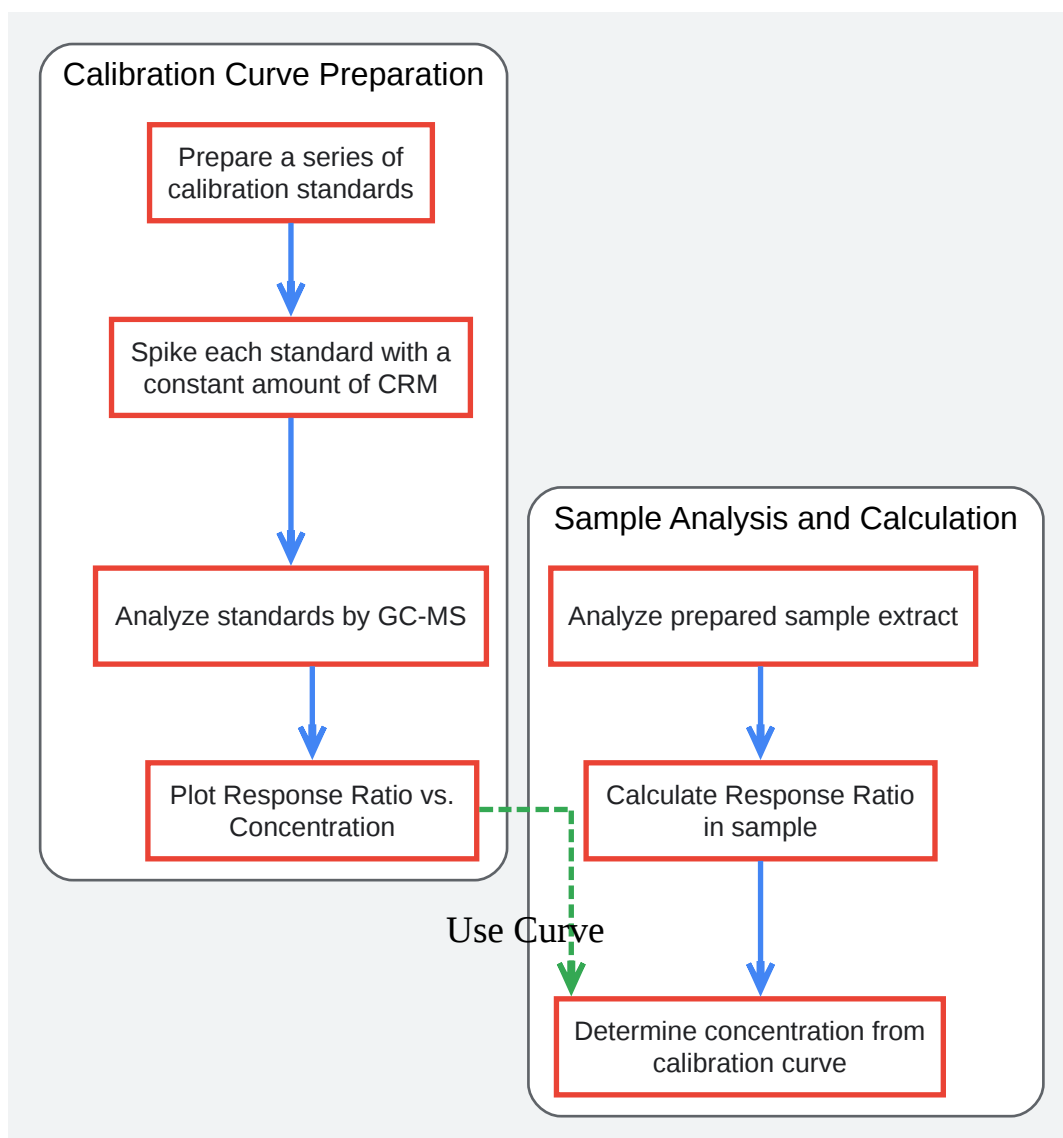 Calibration Curve Preparation
Prepare a series of
calibration standards
Spike each standard with a
constant amount of CRM
Analyze standards by GC-MS
Plot Response Ratio vs.
Concentration
Use Curve
Sample Analysis and Calculation
Analyze prepared sample extract
Calculate Response Ratio
in sample
Determine concentration from
calibration curve